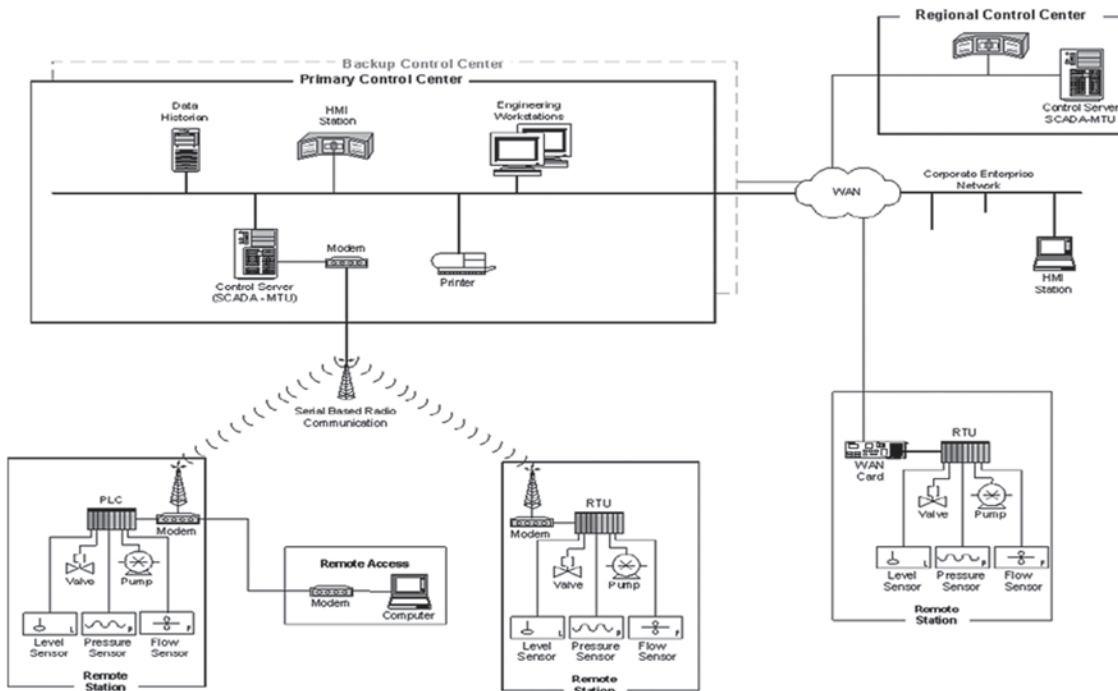 Regional Control Center
Control Server
SCADA-MTU
Backup Control Center
Primary Control Center
Data
Historian
HMI
Station
Engineering
Workstations
Control Server
(SCADA - MTU)
Modem
Printer
WAN
Corporate Enterprise
Network
HMI
Station
Serial Based Radio
Communication
PLC
Modem
Valve
Pump
L
P
F
Level
Sensor
Pressure
Sensor
Flow
Sensor
Remote
Station
Remote Access
Modem
Computer
RTU
Modem
Valve
Pump
L
P
F
Level
Sensor
Pressure
Sensor
Flow
Sensor
Remote
Station
WAN
Card
RTU
Valve
Pump
L
P
F
Level
Sensor
Pressure
Sensor
Flow
Sensor
Remote
Station